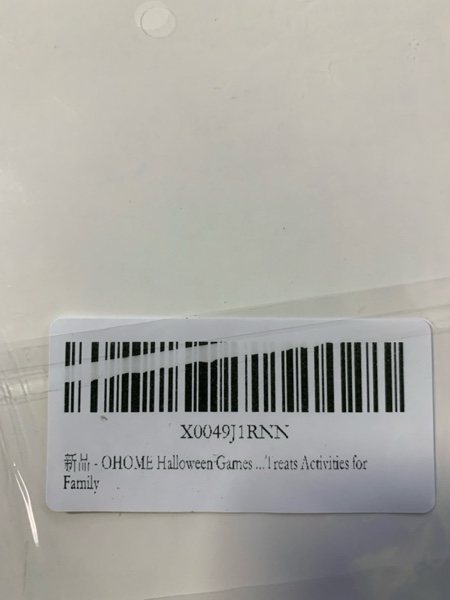 X0049J1RNN
新品 - OHOME Halloween Games ...Treats Activities for
Family